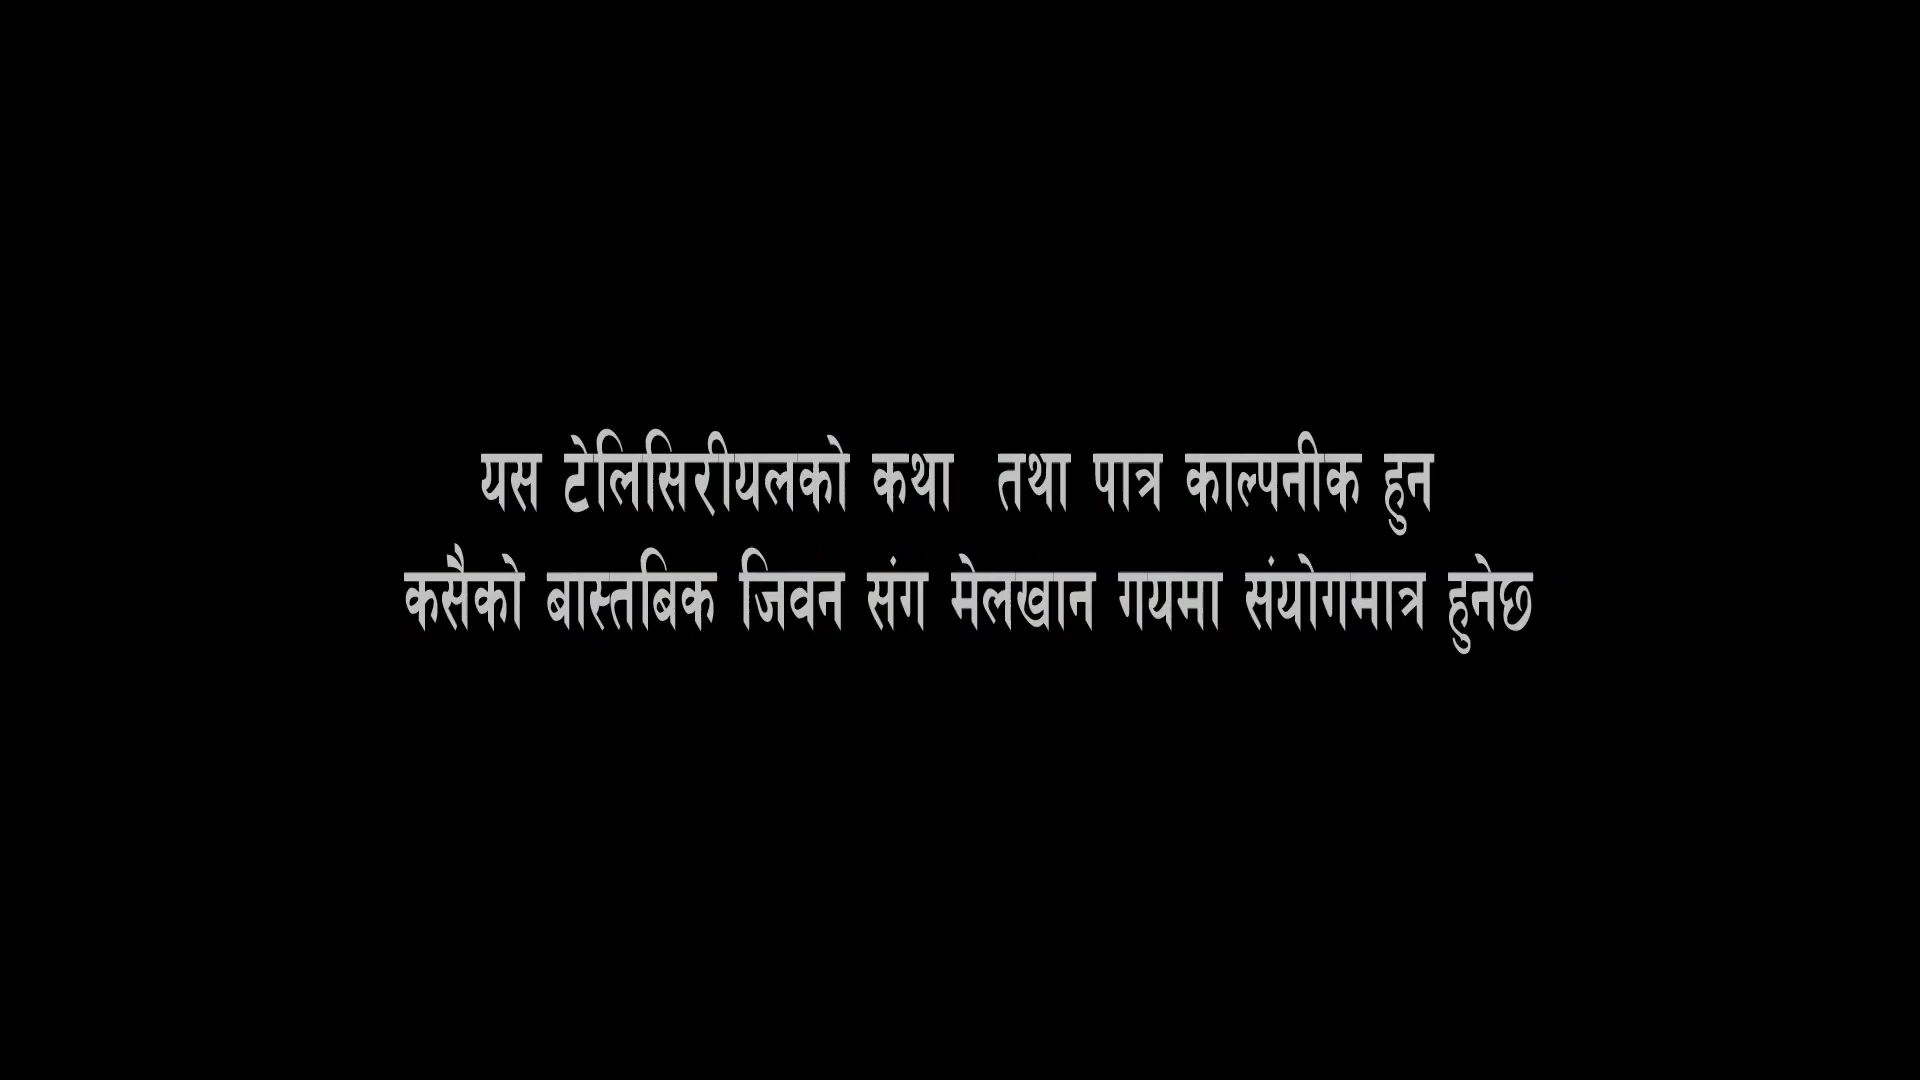 यस टेलिसिरीयलको कथा तथा पात्र काल्पनीक हुन
कसैको बास्तबिक जिवन संग मेलखान गयमा संयोगमात्र हुनेछ